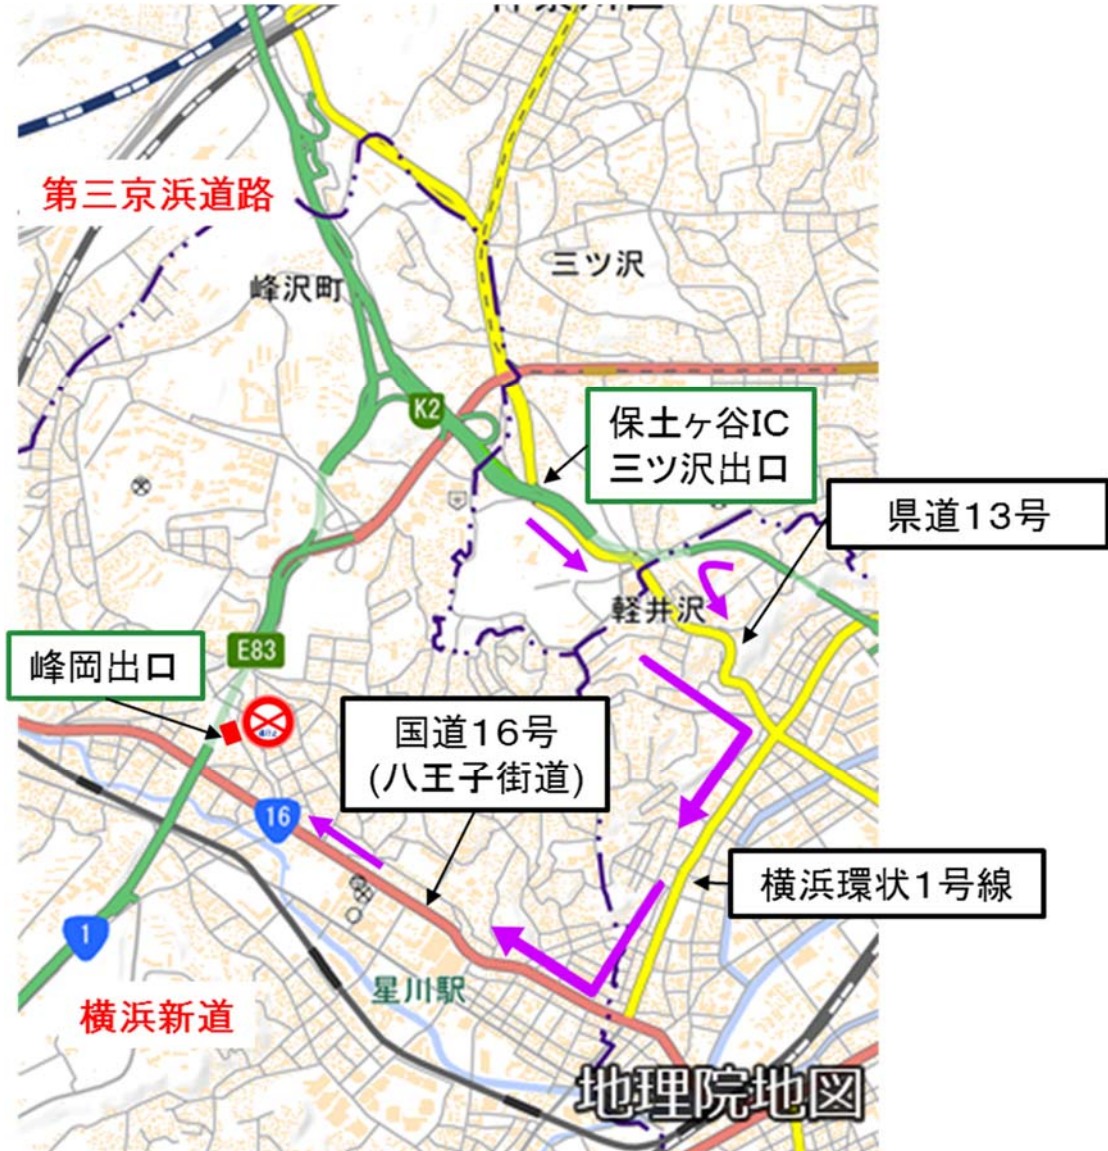 第三京浜道路
三ツ沢
峰沢町
K2
保土ヶ谷IC
三ツ沢出口
県道13号
軽井沢
E83
峰岡出口
国道16号
(八王子街道)
16
横浜環状1号線
1
星川駅
横浜新道
地理院地図